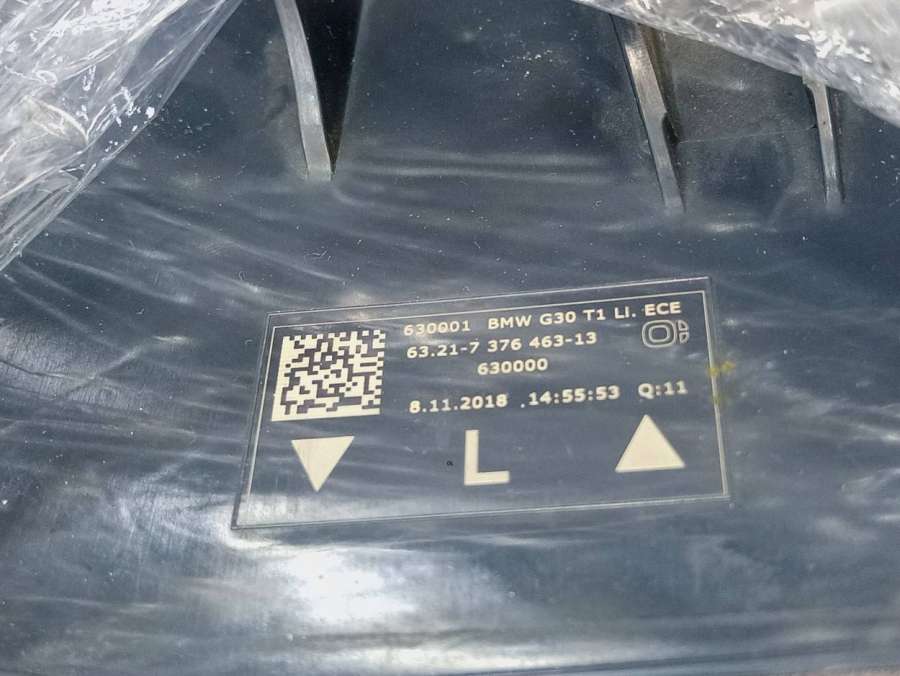 630001 BMW G30 T1 LI. ECE
63.21-7 376 463-13
630000
8.11.2018 .14:55:53 Q:11
L